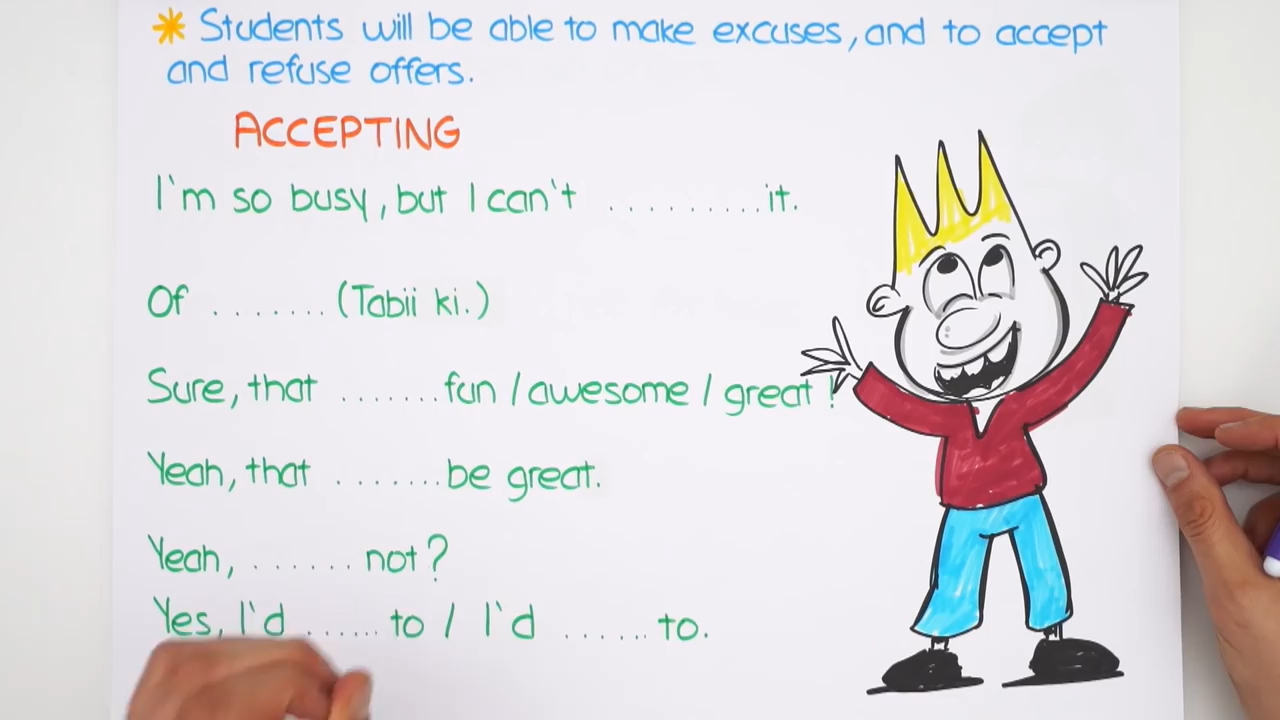 Students will be able to make excuses, and to accept
and refuse offers.
ACCEPTING
I'm so busy, but I can't ......... it.
Of ....... (Tabii ki.)
Sure, that ....... fun / awesome / great !
Yeah, that ....... be great.
Yeah, ...... not?
Yes, I'd ...... to / I'd ...... to.